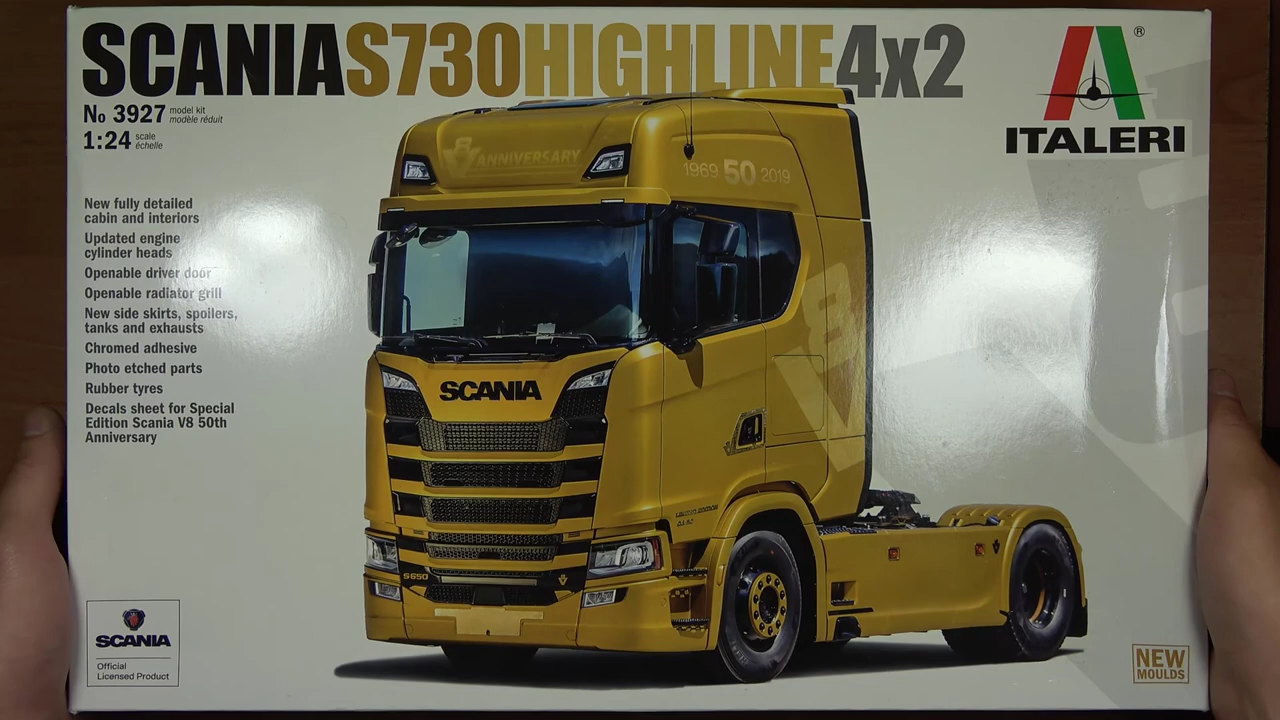 SCANIA S730 HIGHLINE 4x2
No 3927 model kit
modèle réduit
1:24 scale
échelle
ITALERI
®
New fully detailed
cabin and interiors
Updated engine
cylinder heads
Openable driver door
Openable radiator grill
New side skirts, spoilers,
tanks and exhausts
Chromed adhesive
Photo etched parts
Rubber tyres
Decals sheet for Special
Edition Scania V8 50th
Anniversary
V8 ANNIVERSARY
1969 50 2019
SCANIA
S650
SCANIA
Official
Licensed Product
NEW
MOULDS